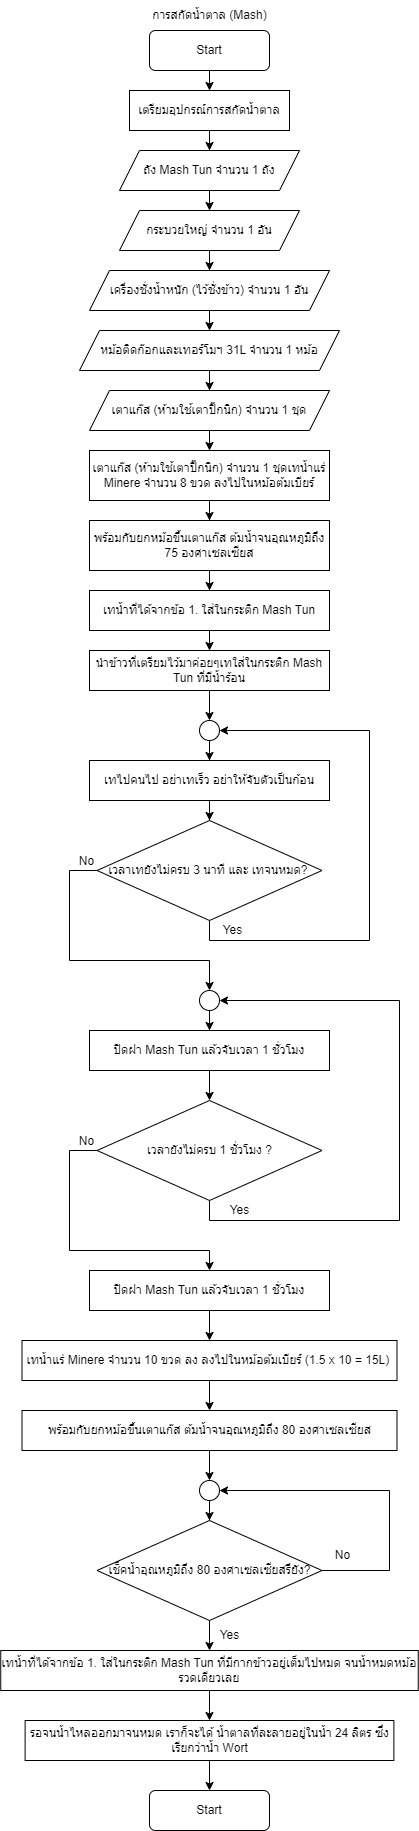 การสกัดน้ำตาล (Mash)
Start
เตรียมอุปกรณ์การสกัดน้ำตาล
ถัง Mash Tun จำนวน 1 ถัง
กระบวยใหญ่ จำนวน 1 อัน
เครื่องชั่งน้ำหนัก (ไว้ชั่งข้าว) จำนวน 1 อัน
หม้อติดก๊อกและเทอร์โมฯ 31L จำนวน 1 หม้อ
เตาแก๊ส (ห้ามใช้เตาปิ๊กนิก) จำนวน 1 ชุด
เตาแก๊ส (ห้ามใช้เตาปิ๊กนิก) จำนวน 1 ชุดเทน้ำแร่
Minere จำนวน 8 ขวด ลงไปในหม้อต้มเบียร์
พร้อมกับยกหม้อขึ้นเตาแก๊ส ต้มน้ำจนอุณหภูมิถึง
75 องศาเซลเซียส
เทน้ำที่ได้จากข้อ 1. ใส่ในกระติก Mash Tun
นำข้าวที่เตรียมไว้มาค่อยๆเทใส่ในกระติก Mash
Tun ที่มีน้ำร้อน
เทไปคนไป อย่าเทเร็ว อย่าให้จับตัวเป็นก้อน
No
เวลาเทยังไม่ครบ 3 นาที และ เทจนหมด?
Yes
ปิดฝา Mash Tun แล้วจับเวลา 1 ชั่วโมง
No
เวลายังไม่ครบ 1 ชั่วโมง ?
Yes
ปิดฝา Mash Tun แล้วจับเวลา 1 ชั่วโมง
เทน้ำแร่ Minere จำนวน 10 ขวด ลง ลงไปในหม้อต้มเบียร์ (1.5 x 10 = 15L)
พร้อมกับยกหม้อขึ้นเตาแก๊ส ต้มน้ำจนอุณหภูมิถึง 80 องศาเซลเซียส
เช็คน้ำอุณหภูมิถึง 80 องศาเซลเซียสรึยัง?
No
Yes
เทน้ำที่ได้จากข้อ 1. ใส่ในกระติก Mash Tun ที่มีกากข้าวอยู่เต็มไปหมด จนน้ำหมดหม้อ
รวดเดียวเลย
รอจนน้ำไหลออกมาจนหมด เราก็จะได้ น้ำตาลที่ละลายอยู่ในน้ำ 24 ลิตร ซึ่ง
เรียกว่าน้ำ Wort
Start